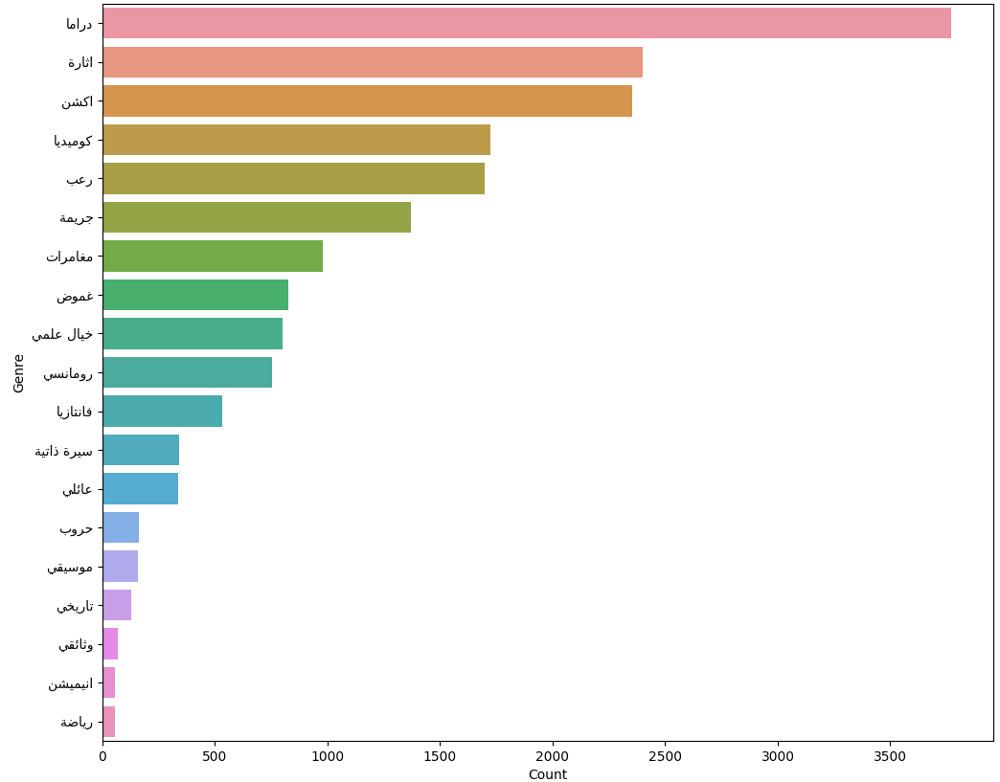 دراما
اثارة
اكشن
كوميديا
رعب
جريمة
مغامرات
غموض
خيال علمي
رومانسي
فانتازيا
سيرة ذاتية
عائلي
حروب
موسيقي
تاريخي
وثائقي
انيميشن
رياضة
Genre
0 500 1000 1500 2000 2500 3000 3500
Count